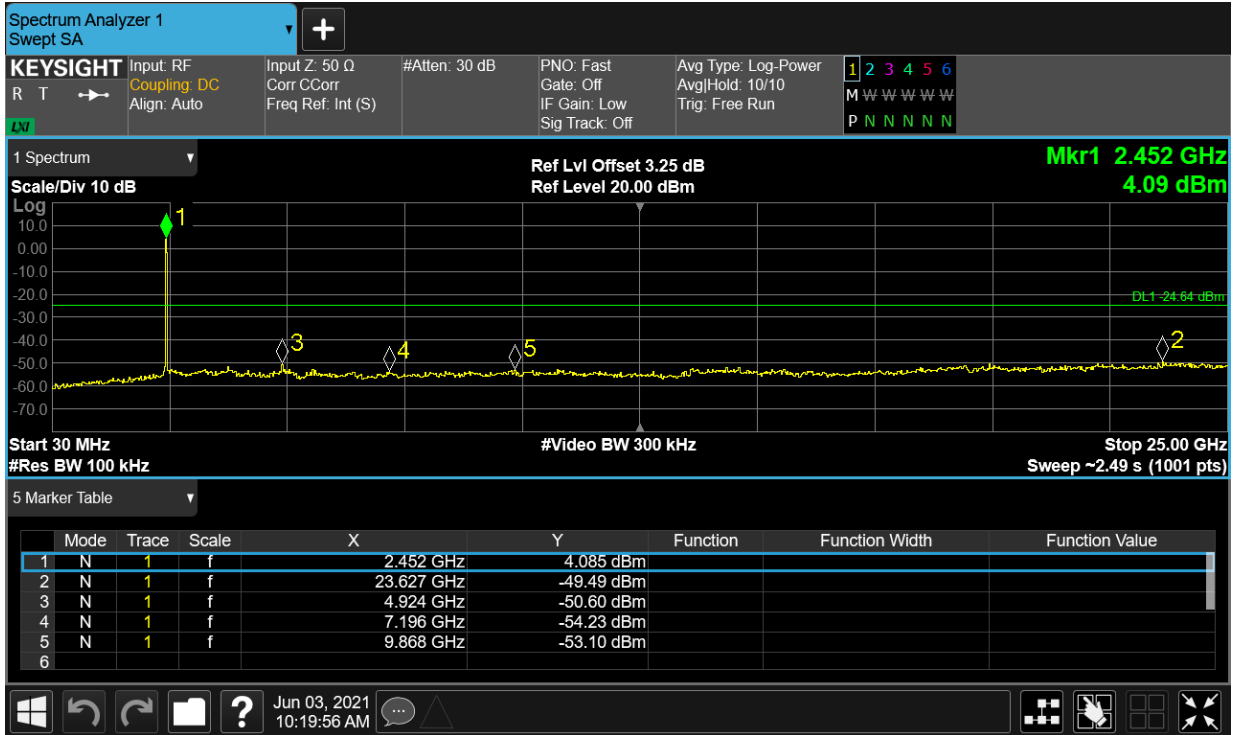 Spectrum Analyzer 1
Swept SA
+
KEYSIGHT Input: RF Input Z: 50 Ω #Atten: 30 dB PNO: Fast Avg Type: Log-Power 1 2 3 4 5 6
R T Coupling: DC Corr CCorr Gate: Off Avg|Hold: 10/10 M W W W W W
Align: Auto Freq Ref: Int (S) IF Gain: Low Trig: Free Run
LXI Sig Track: Off P N N N N N
1 Spectrum
Ref Lvl Offset 3.25 dB Mkr1 2.452 GHz
Scale/Div 10 dB Ref Level 20.00 dBm 4.09 dBm
Log
1
10.0
0.00
-10.0
-20.0
DL1 -24.64 dBm
-30.0
-40.0
3 4 5 2
-50.0
-60.0
-70.0
Start 30 MHz #Video BW 300 kHz Stop 25.00 GHz
#Res BW 100 kHz Sweep ~2.49 s (1001 pts)
5 Marker Table
Mode Trace Scale X Y Function Function Width Function Value
1 N 1 f 2.452 GHz 4.085 dBm
2 N 1 f 23.627 GHz -49.49 dBm
3 N 1 f 4.924 GHz -50.60 dBm
4 N 1 f 7.196 GHz -54.23 dBm
5 N 1 f 9.868 GHz -53.10 dBm
6
?
Jun 03, 2021
10:19:56 AM